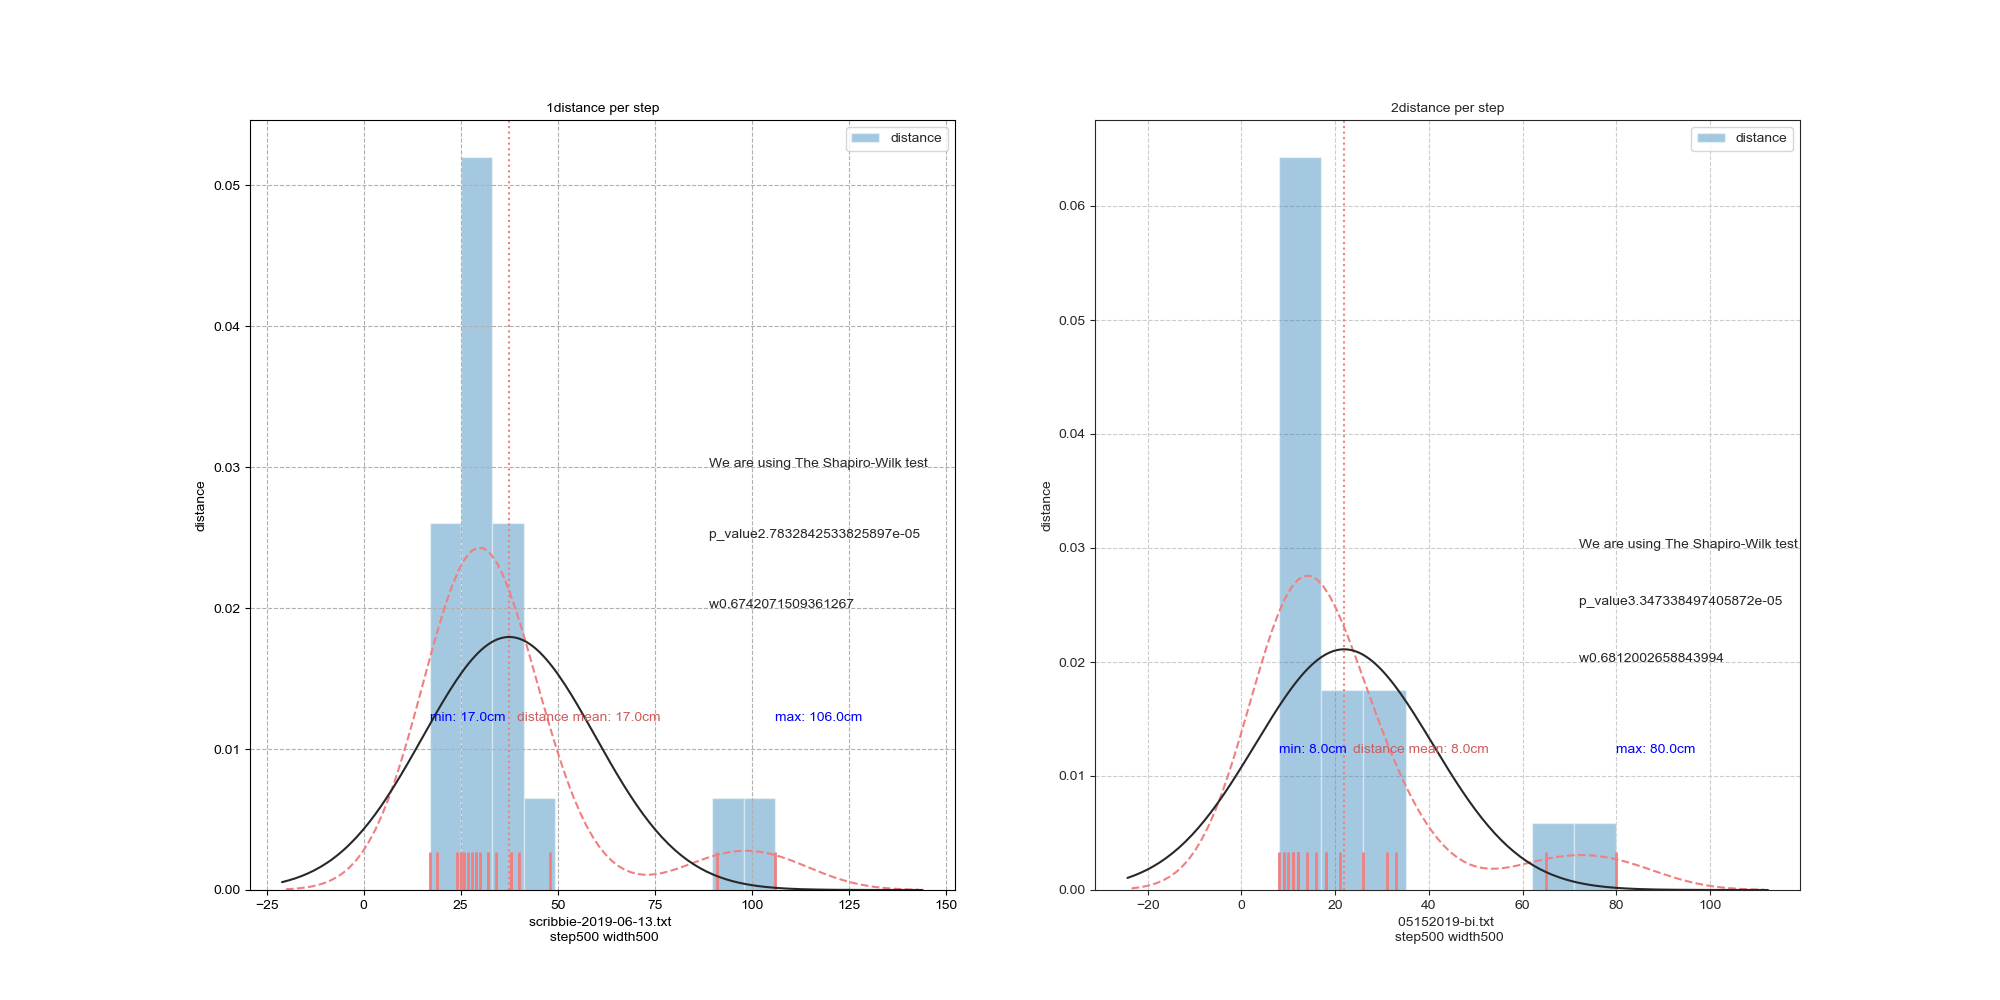 1distance per step
distance
0.05
0.04
0.03
0.02
0.01
0.00
distance
We are using The Shapiro-Wilk test
p_value2.7832842533825897e-05
w0.6742071509361267
min: 17.0cm
distance mean: 17.0cm
max: 106.0cm
−25 0 25 50 75 100 125 150
scribbie-2019-06-13.txt
step500 width500
2distance per step
distance
0.06
0.05
0.04
0.03
0.02
0.01
0.00
distance
We are using The Shapiro-Wilk test
p_value3.347338497405872e-05
w0.6812002658843994
min: 8.0cm
distance mean: 8.0cm
max: 80.0cm
−20 0 20 40 60 80 100
05152019-bi.txt
step500 width500